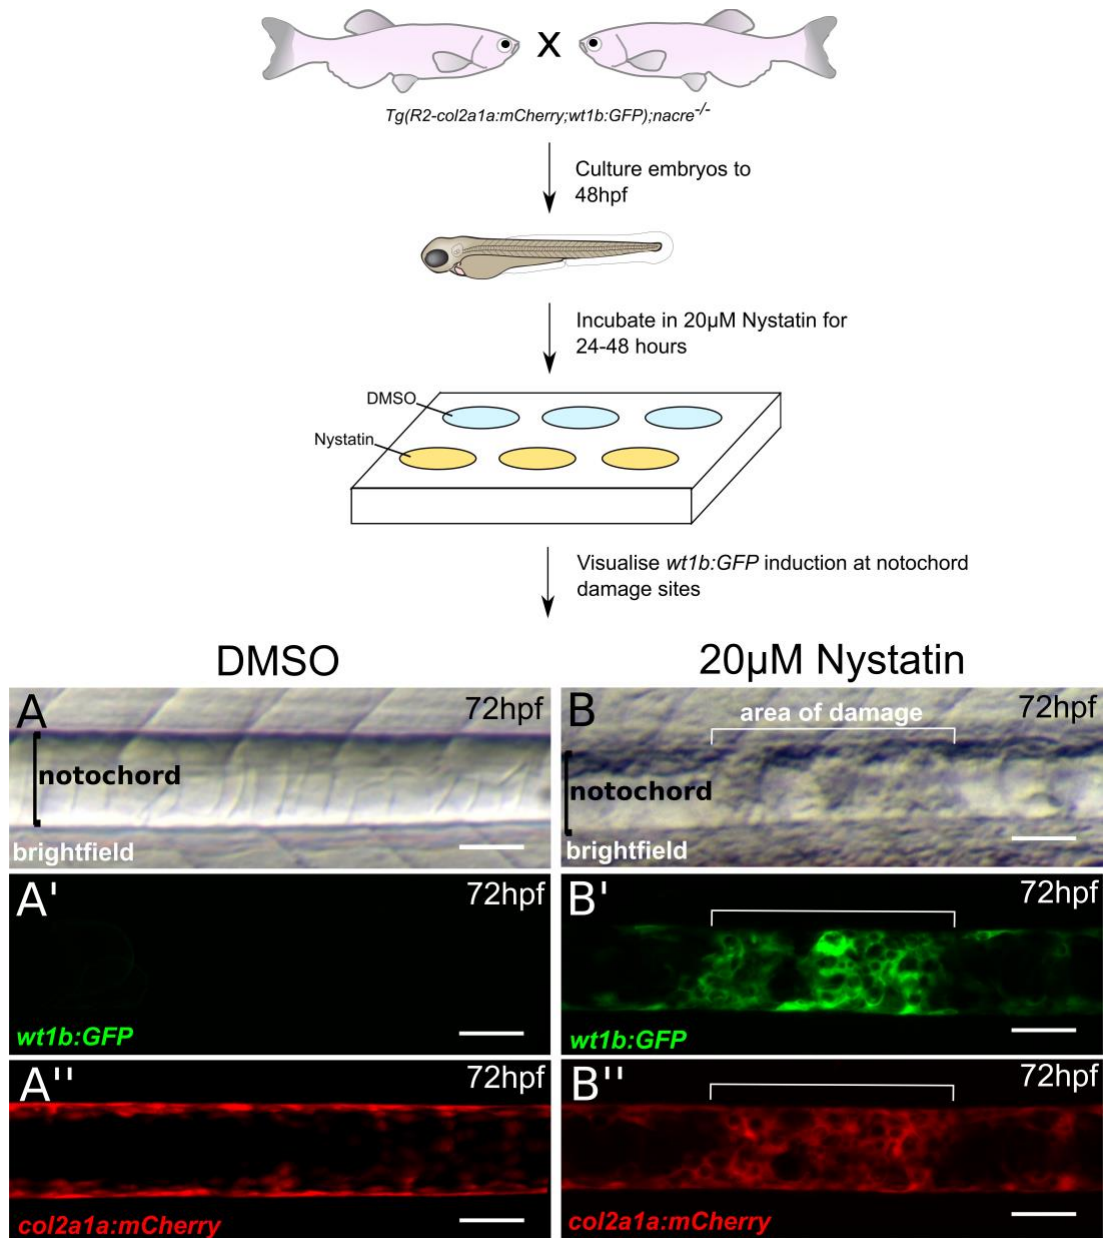 X
Tg(R2-col2a1a:mCherry;wt1b:GFP);nacre-/-
Culture embryos to
48hpf
Incubate in 20µM Nystatin for
24-48 hours
DMSO
Nystatin
Visualise wt1b:GFP induction at notochord
damage sites
DMSO
20µM Nystatin
A
72hpf
notochord
brightfield
B
area of damage
72hpf
notochord
brightfield
A'
72hpf
wt1b:GFP
B'
72hpf
wt1b:GFP
A''
72hpf
col2a1a:mCherry
B''
72hpf
col2a1a:mCherry